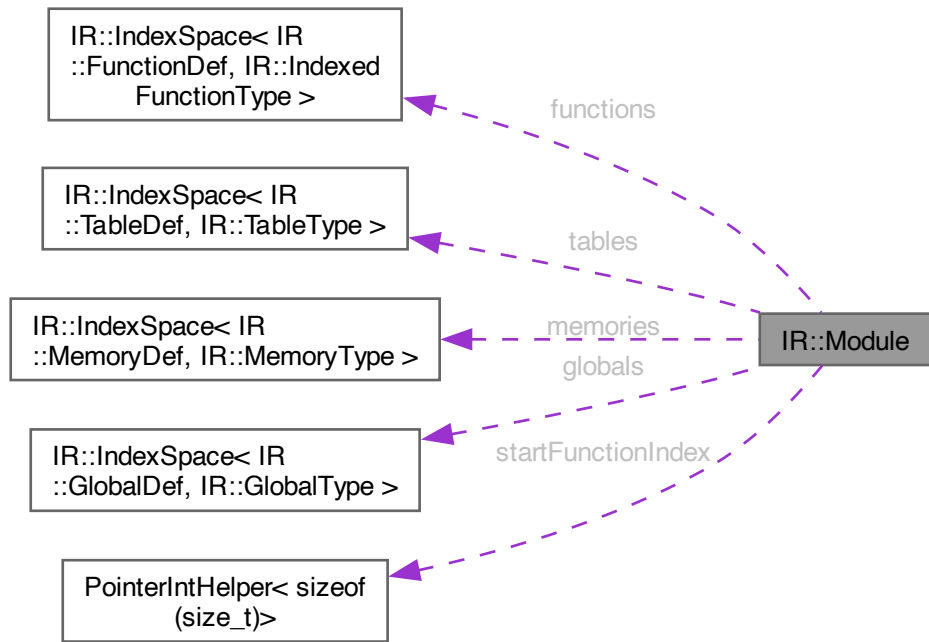 IR::IndexSpace< IR
::FunctionDef, IR::Indexed
FunctionType >
functions
IR::IndexSpace< IR
::TableDef, IR::TableType >
tables
IR::IndexSpace< IR
::MemoryDef, IR::MemoryType >
memories
IR::Module
globals
IR::IndexSpace< IR
::GlobalDef, IR::GlobalType >
startFunctionIndex
PointerIntHelper< sizeof
(size_t)>